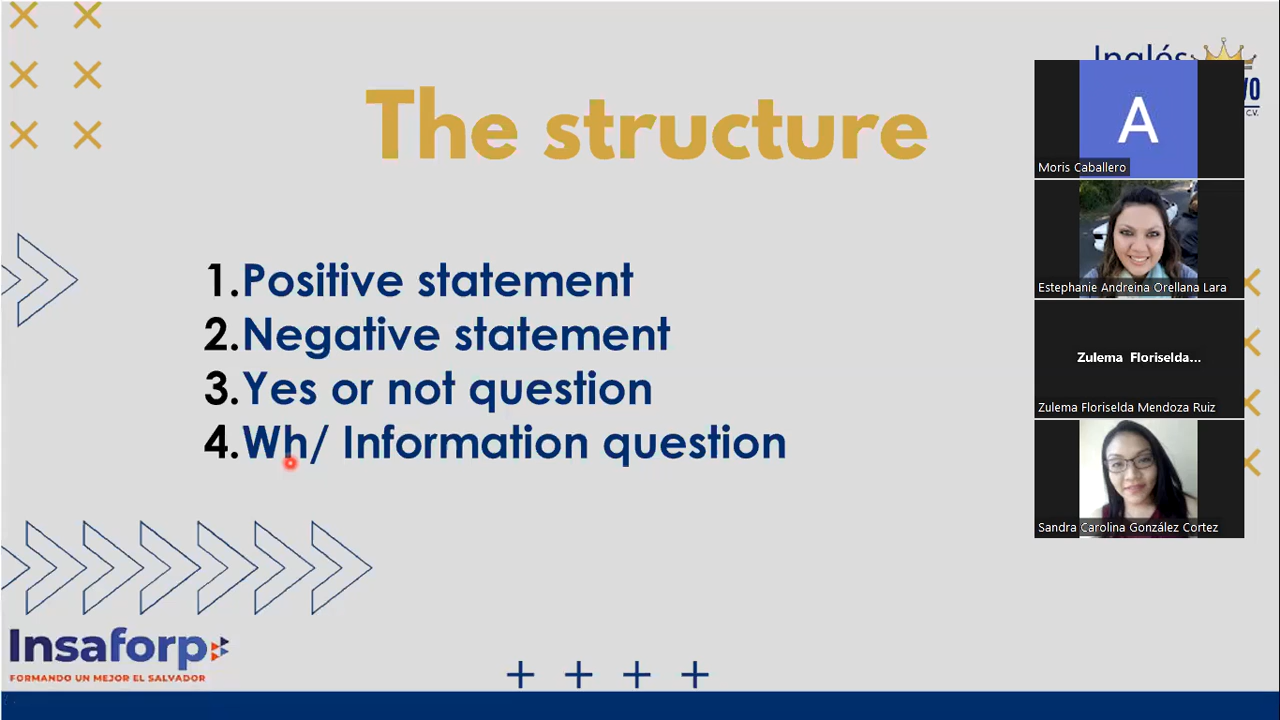 Inglés
VO
C.V.
The structure
1.Positive statement
2.Negative statement
3.Yes or not question
4.Wh/ Information question
A
Moris Caballero
Estephanie Andreina Orellana Lara
Zulema Floriselda...
Zulema Floriselda Mendoza Ruiz
Sandra Carolina González Cortez
Insaforp
FORMANDO UN MEJOR EL SALVADOR